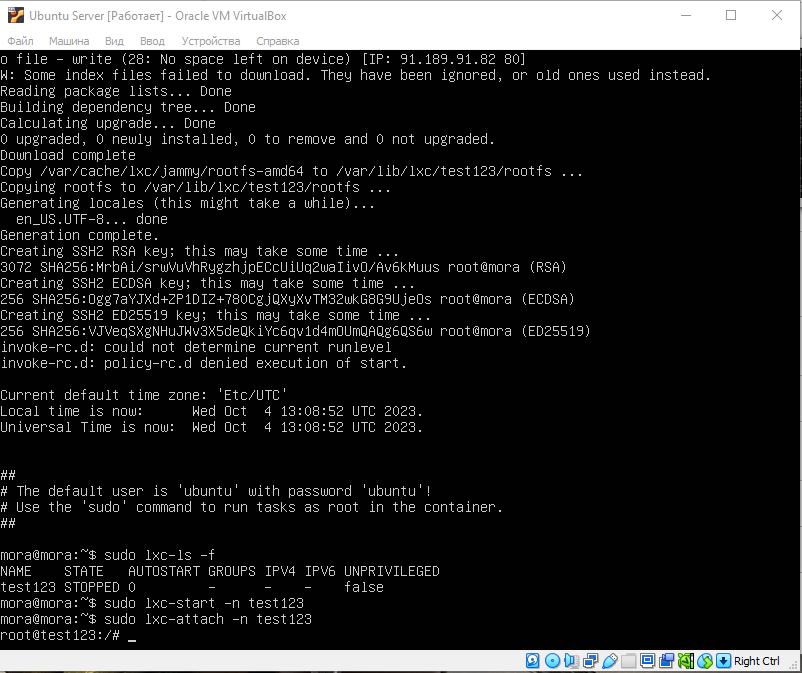 Ubuntu Server [Работает] - Oracle VM VirtualBox
Файл Машина Вид Ввод Устройства Справка
o file - write (28: No space left on device) [IP: 91.189.91.82 80]
W: Some index files failed to download. They have been ignored, or old ones used instead.
Reading package lists... Done
Building dependency tree... Done
Calculating upgrade... Done
0 upgraded, 0 newly installed, 0 to remove and 0 not upgraded.
Download complete
Copy /var/cache/lxc/jammy/rootfs-amd64 to /var/lib/lxc/test123/rootfs ...
Copying rootfs to /var/lib/lxc/test123/rootfs ...
Generating locales (this might take a while)...
  en_US.UTF-8... done
Generation complete.
Creating SSH2 RSA key; this may take some time ...
3072 SHA256:MrbAi/srwVuVhRygzhjpECcUiUq2waIivO/Av6kMuus root@mora (RSA)
Creating SSH2 ECDSA key; this may take some time ...
256 SHA256:Ogg7aYJXd+ZP1DIZ+780CgjQXyXvTM32wkG8G9UjeOs root@mora (ECDSA)
Creating SSH2 ED25519 key; this may take some time ...
256 SHA256:VJVeqSXgNHuJWv3X5deQkiYc6qv1d4mOUmQAQg6QS6w root@mora (ED25519)
invoke-rc.d: could not determine current runlevel
invoke-rc.d: policy-rc.d denied execution of start.
Current default time zone: 'Etc/UTC'
Local time is now:      Wed Oct  4 13:08:52 UTC 2023.
Universal Time is now:  Wed Oct  4 13:08:52 UTC 2023.
##
# The default user is 'ubuntu' with password 'ubuntu'!
# Use the 'sudo' command to run tasks as root in the container.
##
mora@mora:~$ sudo lxc-ls -f
NAME    STATE   AUTOSTART GROUPS IPV4 IPV6 UNPRIVILEGED
test123 STOPPED 0         -      -    -    false
mora@mora:~$ sudo lxc-start -n test123
mora@mora:~$ sudo lxc-attach -n test123
root@test123:/# _
Right Ctrl